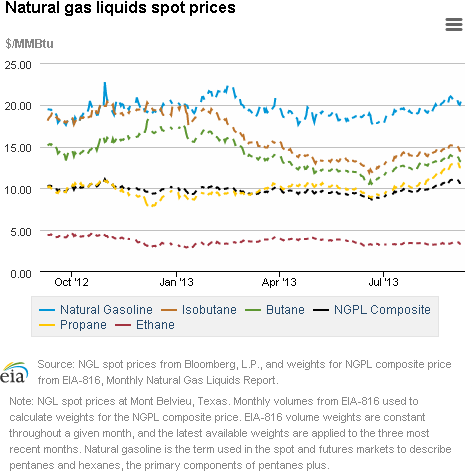 Natural gas liquids spot prices
$/MMBtu
25.00
20.00
15.00
10.00
5.00
0.00
Oct '12
Jan '13
Apr '13
Jul '13
Natural Gasoline
Isobutane
Butane
NGPL Composite
Propane
Ethane
eia
Source: NGL spot prices from Bloomberg, L.P., and weights for NGPL composite price
from EIA-816, Monthly Natural Gas Liquids Report.
Note: NGL spot prices at Mont Belvieu, Texas. Monthly volumes from EIA-816 used to
calculate weights for the NGPL composite price. EIA-816 volume weights are constant
throughout a given month, and the latest available weights are applied to the three most
recent months. Natural gasoline is the term used in the spot and futures markets to describe
pentanes and hexanes, the primary components of pentanes plus.